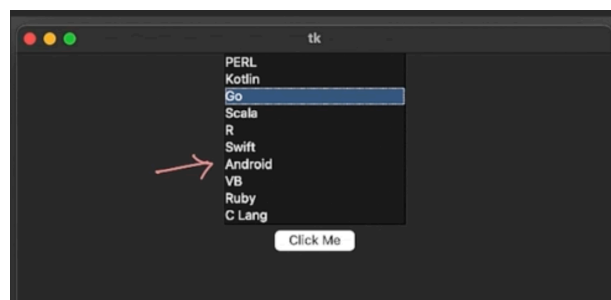 tk
PERL
Kotlin
Go
Scala
R
Swift
Android
VB
Ruby
C Lang
Click Me